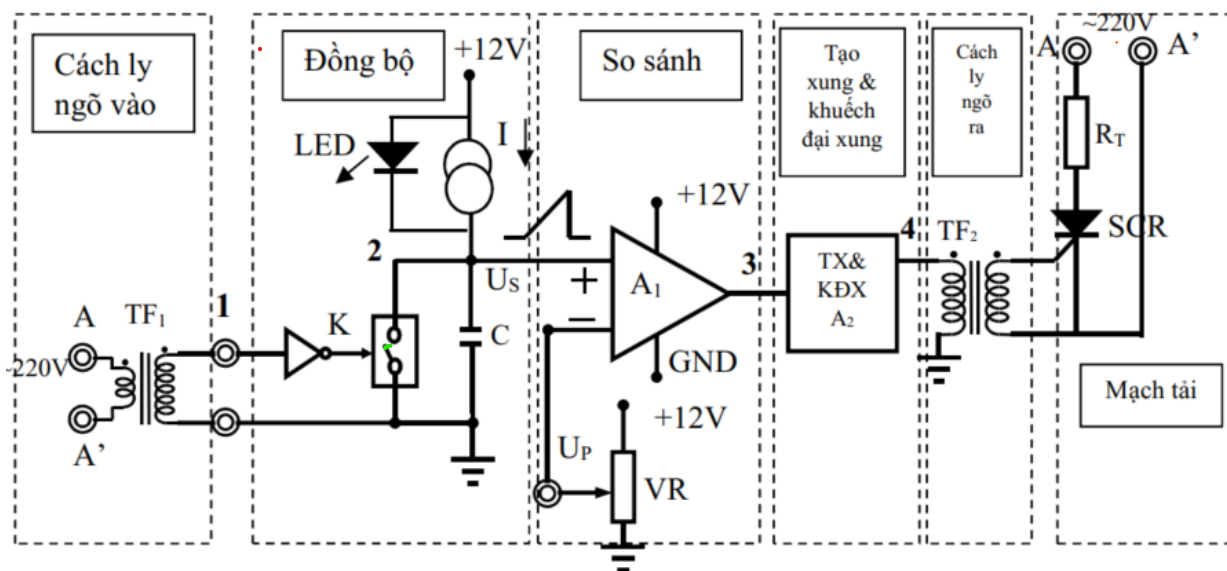 Cách ly
ngõ vào
Đồng bộ
So sánh
Tạo
xung &
khuếch
đại xung
Cách
ly
ngõ
ra
~220V
A
A'
+12V
LED
I
R_T
+12V
SCR
2
U_S
+
−
A_1
3
4
TF_2
TX&
KĐX
A_2
A
TF_1
1
K
C
GND
~220V
A'
+12V
U_P
VR
Mạch tải